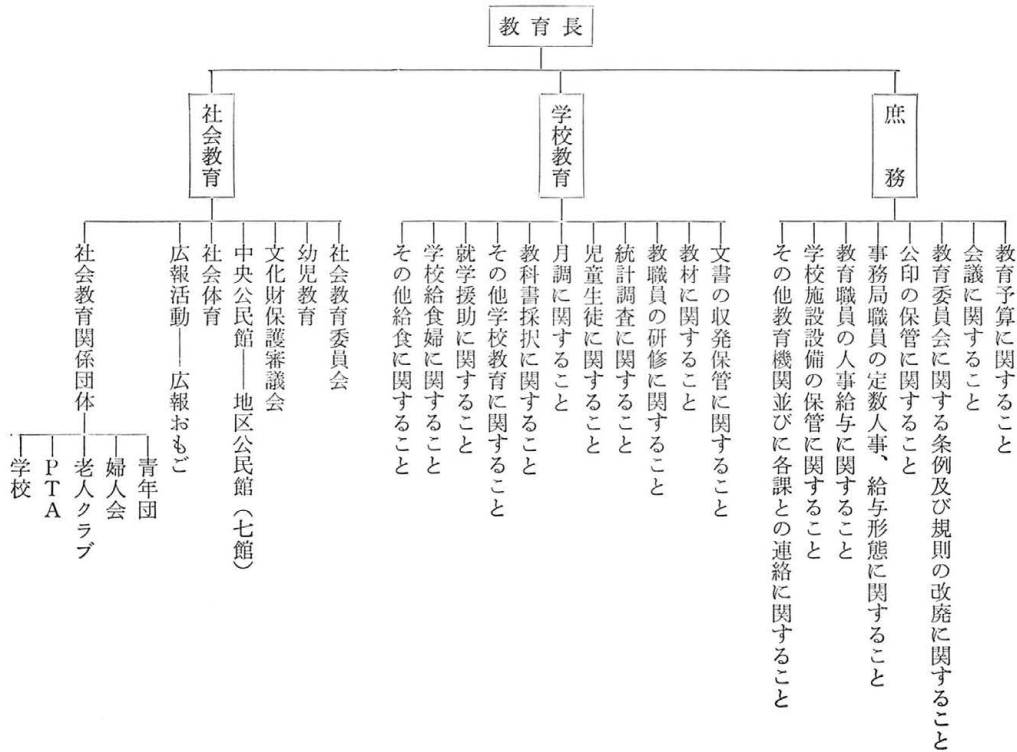 教育長
庶務
教育予算に関すること
会議に関すること
教育委員会に関する条例及び規則の改廃に関すること
公印の保管に関すること
事務局職員の定数人事、給与形態に関すること
教育職員の人事給与に関すること
学校施設設備の保管に関すること
その他教育機関並びに各課との連絡に関すること
学校教育
文書の収発保管に関すること
教材に関すること
教職員の研修に関すること
統計調査に関すること
児童生徒に関すること
月調に関すること
教科書採択に関すること
その他学校教育に関すること
就学援助に関すること
学校給食婦に関すること
その他給食に関すること
社会教育
社会教育委員会
幼児教育
文化財保護審議会
中央公民館――地区公民館(七館)
社会体育
広報活動――広報おもご
社会教育関係団体
青年団
婦人会
老人クラブ
PTA
学校